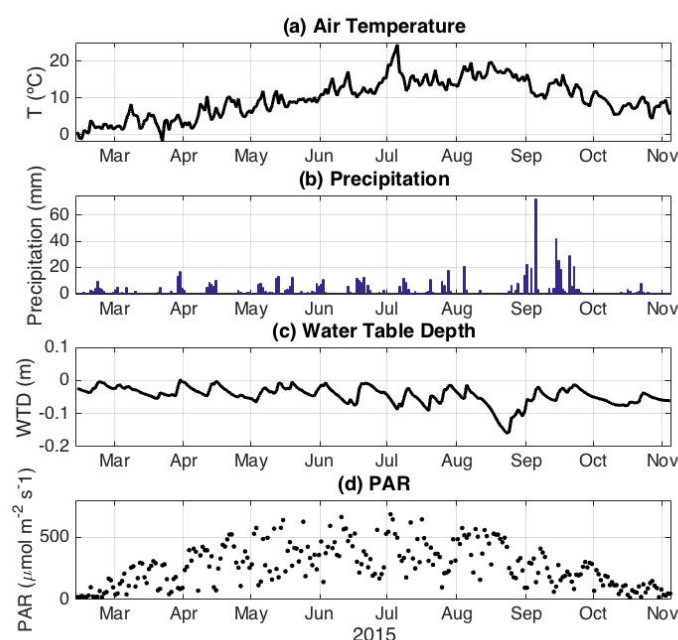 (a) Air Temperature
T (ºC)
20
10
0
Mar Apr May Jun Jul Aug Sep Oct Nov
(b) Precipitation
Precipitation (mm)
60
40
20
0
Mar Apr May Jun Jul Aug Sep Oct Nov
(c) Water Table Depth
WTD (m)
0.1
0
-0.1
-0.2
Mar Apr May Jun Jul Aug Sep Oct Nov
(d) PAR
PAR (μmol m-2 s-1)
500
0
Mar Apr May Jun Jul Aug Sep Oct Nov
2015